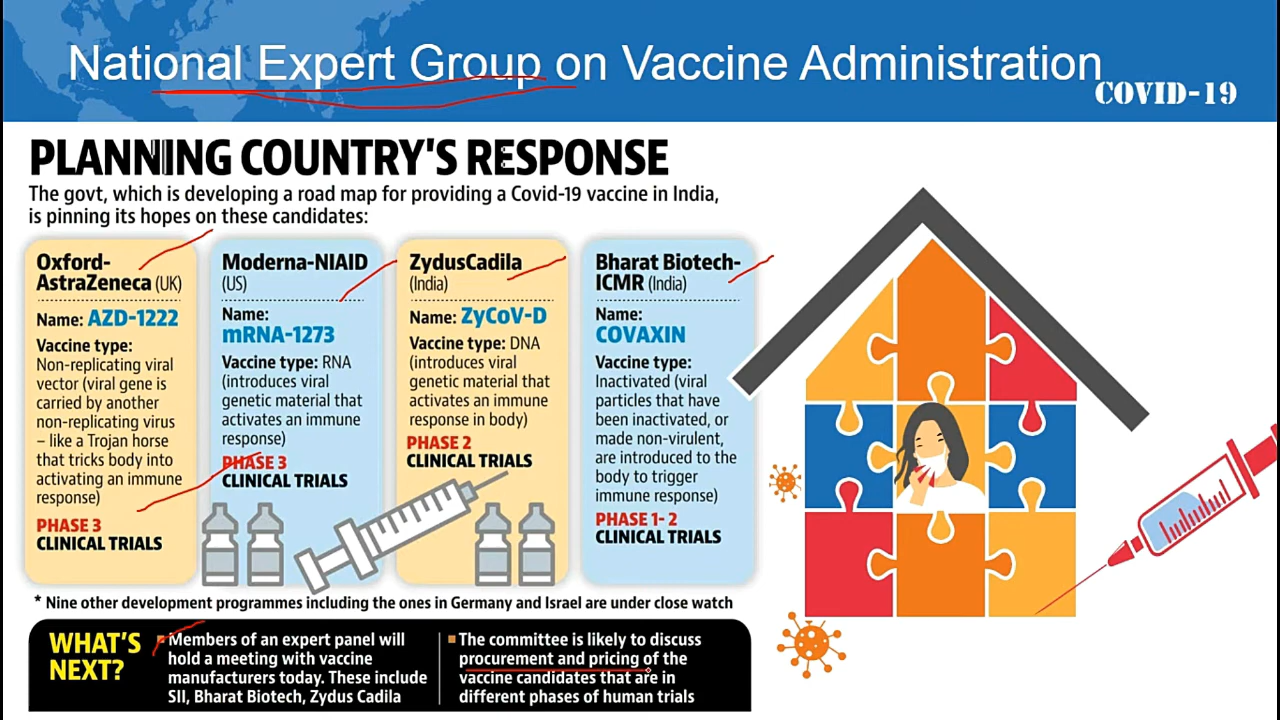 National Expert Group on Vaccine Administration
COVID-19
PLANNING COUNTRY'S RESPONSE
The govt, which is developing a road map for providing a Covid-19 vaccine in India,
is pinning its hopes on these candidates:
Oxford-
AstraZeneca (UK)
Name: AZD-1222
Vaccine type:
Non-replicating viral
vector (viral gene is
carried by another
non-replicating virus
– like a Trojan horse
that tricks body into
activating an immune
response)
PHASE 3
CLINICAL TRIALS
Moderna-NIAID
(US)
Name:
mRNA-1273
Vaccine type: RNA
(introduces viral
genetic material that
activates an immune
response)
PHASE 3
CLINICAL TRIALS
ZydusCadila
(India)
Name: ZyCoV-D
Vaccine type: DNA
(introduces viral
genetic material that
activates an immune
response in body)
PHASE 2
CLINICAL TRIALS
Bharat Biotech-
ICMR (India)
Name:
COVAXIN
Vaccine type:
Inactivated (viral
particles that have
been inactivated, or
made non-virulent,
are introduced to the
body to trigger
immune response)
PHASE 1- 2
CLINICAL TRIALS
* Nine other development programmes including the ones in Germany and Israel are under close watch
WHAT'S
NEXT?
Members of an expert panel will
hold a meeting with vaccine
manufacturers today. These include
SII, Bharat Biotech, Zydus Cadila
The committee is likely to discuss
procurement and pricing of the
vaccine candidates that are in
different phases of human trials